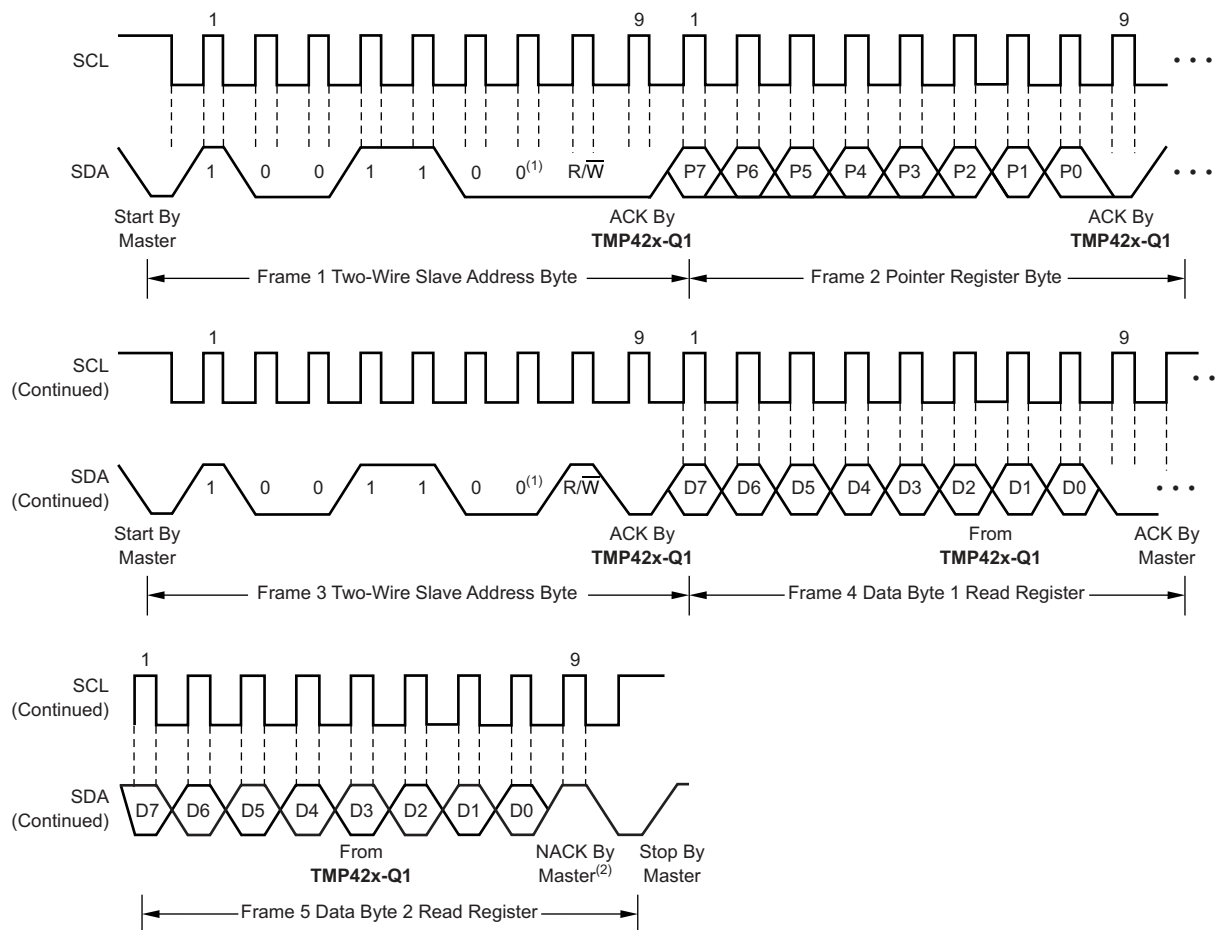 1 9 1 9
SCL
SDA
1 0 0 1 1 0 0(1) R/W P7 P6 P5 P4 P3 P2 P1 P0
Start By
Master
ACK By
TMP42x-Q1
ACK By
TMP42x-Q1
Frame 1 Two-Wire Slave Address Byte
Frame 2 Pointer Register Byte
1 9 1 9
SCL
(Continued)
SDA
(Continued)
1 0 0 1 1 0 0(1) R/W D7 D6 D5 D4 D3 D2 D1 D0
Start By
Master
ACK By
TMP42x-Q1
From
TMP42x-Q1
ACK By
Master
Frame 3 Two-Wire Slave Address Byte
Frame 4 Data Byte 1 Read Register
1 9
SCL
(Continued)
SDA
(Continued)
D7 D6 D5 D4 D3 D2 D1 D0
From
TMP42x-Q1
NACK By
Master(2)
Stop By
Master
Frame 5 Data Byte 2 Read Register